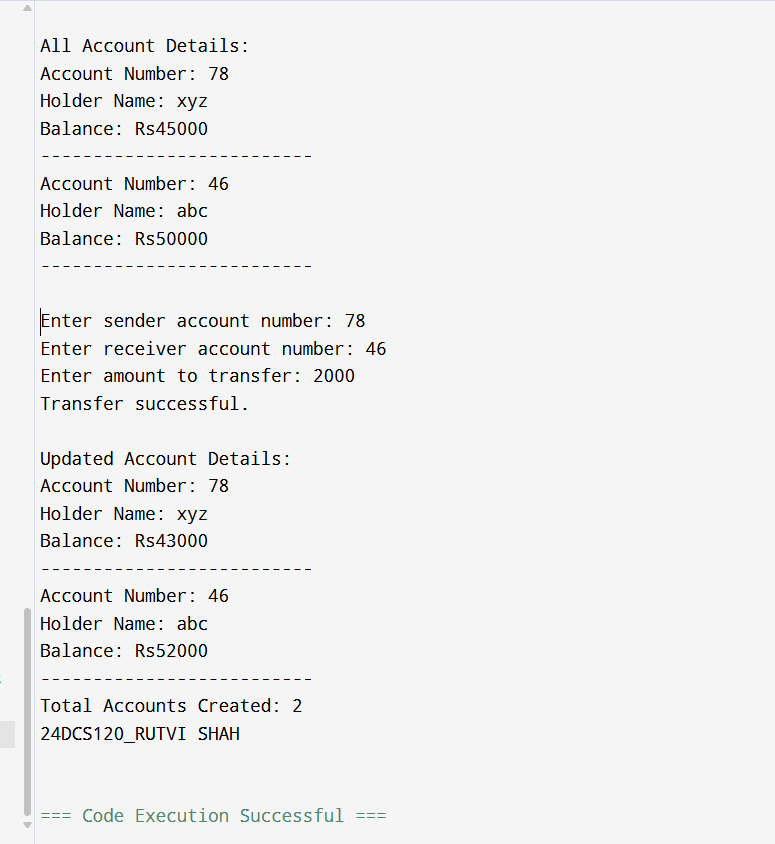 All Account Details:
Account Number: 78
Holder Name: xyz
Balance: Rs45000
--------------------------
Account Number: 46
Holder Name: abc
Balance: Rs50000
--------------------------
Enter sender account number: 78
Enter receiver account number: 46
Enter amount to transfer: 2000
Transfer successful.
Updated Account Details:
Account Number: 78
Holder Name: xyz
Balance: Rs43000
--------------------------
Account Number: 46
Holder Name: abc
Balance: Rs52000
--------------------------
Total Accounts Created: 2
24DCS120_RUTVI SHAH
=== Code Execution Successful ===